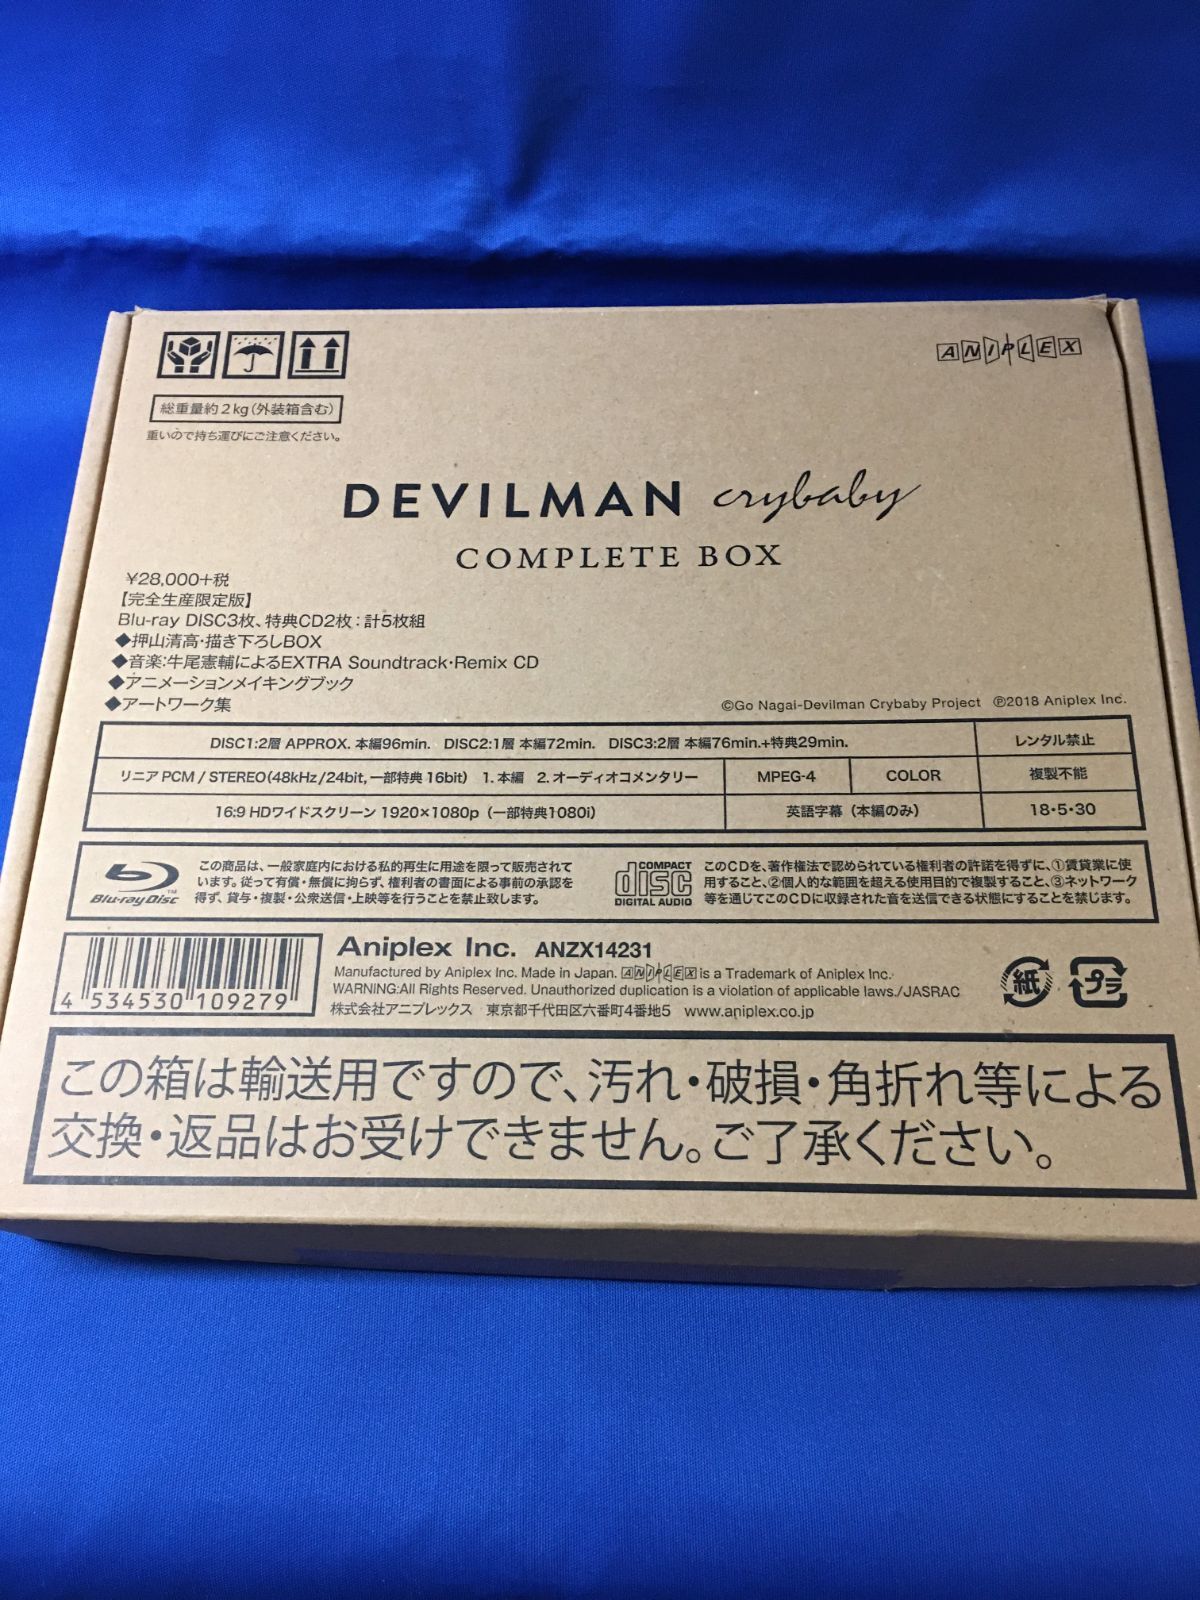 ANIPLEX
総重量約2kg(外装箱含む)
重いので持ち運びにご注意ください。
DEVILMAN crybaby
COMPLETE BOX
¥28,000+税
【完全生産限定版】
Blu-ray DISC3枚、特典CD2枚:計5枚組
◆押山清高・描き下ろしBOX
◆音楽:牛尾憲輔によるEXTRA Soundtrack・Remix CD
◆アニメーションメイキングブック
◆アートワーク集
©Go Nagai-Devilman Crybaby Project ℗2018 Aniplex Inc.
DISC1:2層 APPROX. 本編96min. DISC2:1層 本編72min. DISC3:2層 本編76min.+特典29min. レンタル禁止
リニアPCM / STEREO(48kHz/24bit, 一部特典16bit) 1. 本編 2. オーディオコメンタリー MPEG-4 COLOR 複製不能
16:9 HDワイドスクリーン 1920×1080p (一部特典1080i) 英語字幕(本編のみ) 18・5・30
Blu-ray Disc™
この商品は、一般家庭内における私的再生に用途を限って販売されて
います。従って有償・無償に拘らず、権利者の書面による事前の承認を
得ず、貸与・複製・公衆送信・上映等を行うことを禁止致します。
COMPACT
disc
DIGITAL AUDIO
このCDを、著作権法で認められている権利者の許諾を得ずに、①賃貸業に使
用すること、②個人的な範囲を超える使用目的で複製すること、③ネットワーク
等を通じてこのCDに収録された音を送信できる状態にすることを禁じます。
4 534530 109279
Aniplex Inc. ANZX14231
Manufactured by Aniplex Inc. Made in Japan. ANIPLEX is a Trademark of Aniplex Inc.
WARNING:All Rights Reserved. Unauthorized duplication is a violation of applicable laws./JASRAC
株式会社アニプレックス 東京都千代田区六番町4番地5 www.aniplex.co.jp
紙 プラ
この箱は輸送用ですので、汚れ・破損・角折れ等による
交換・返品はお受けできません。ご了承ください。